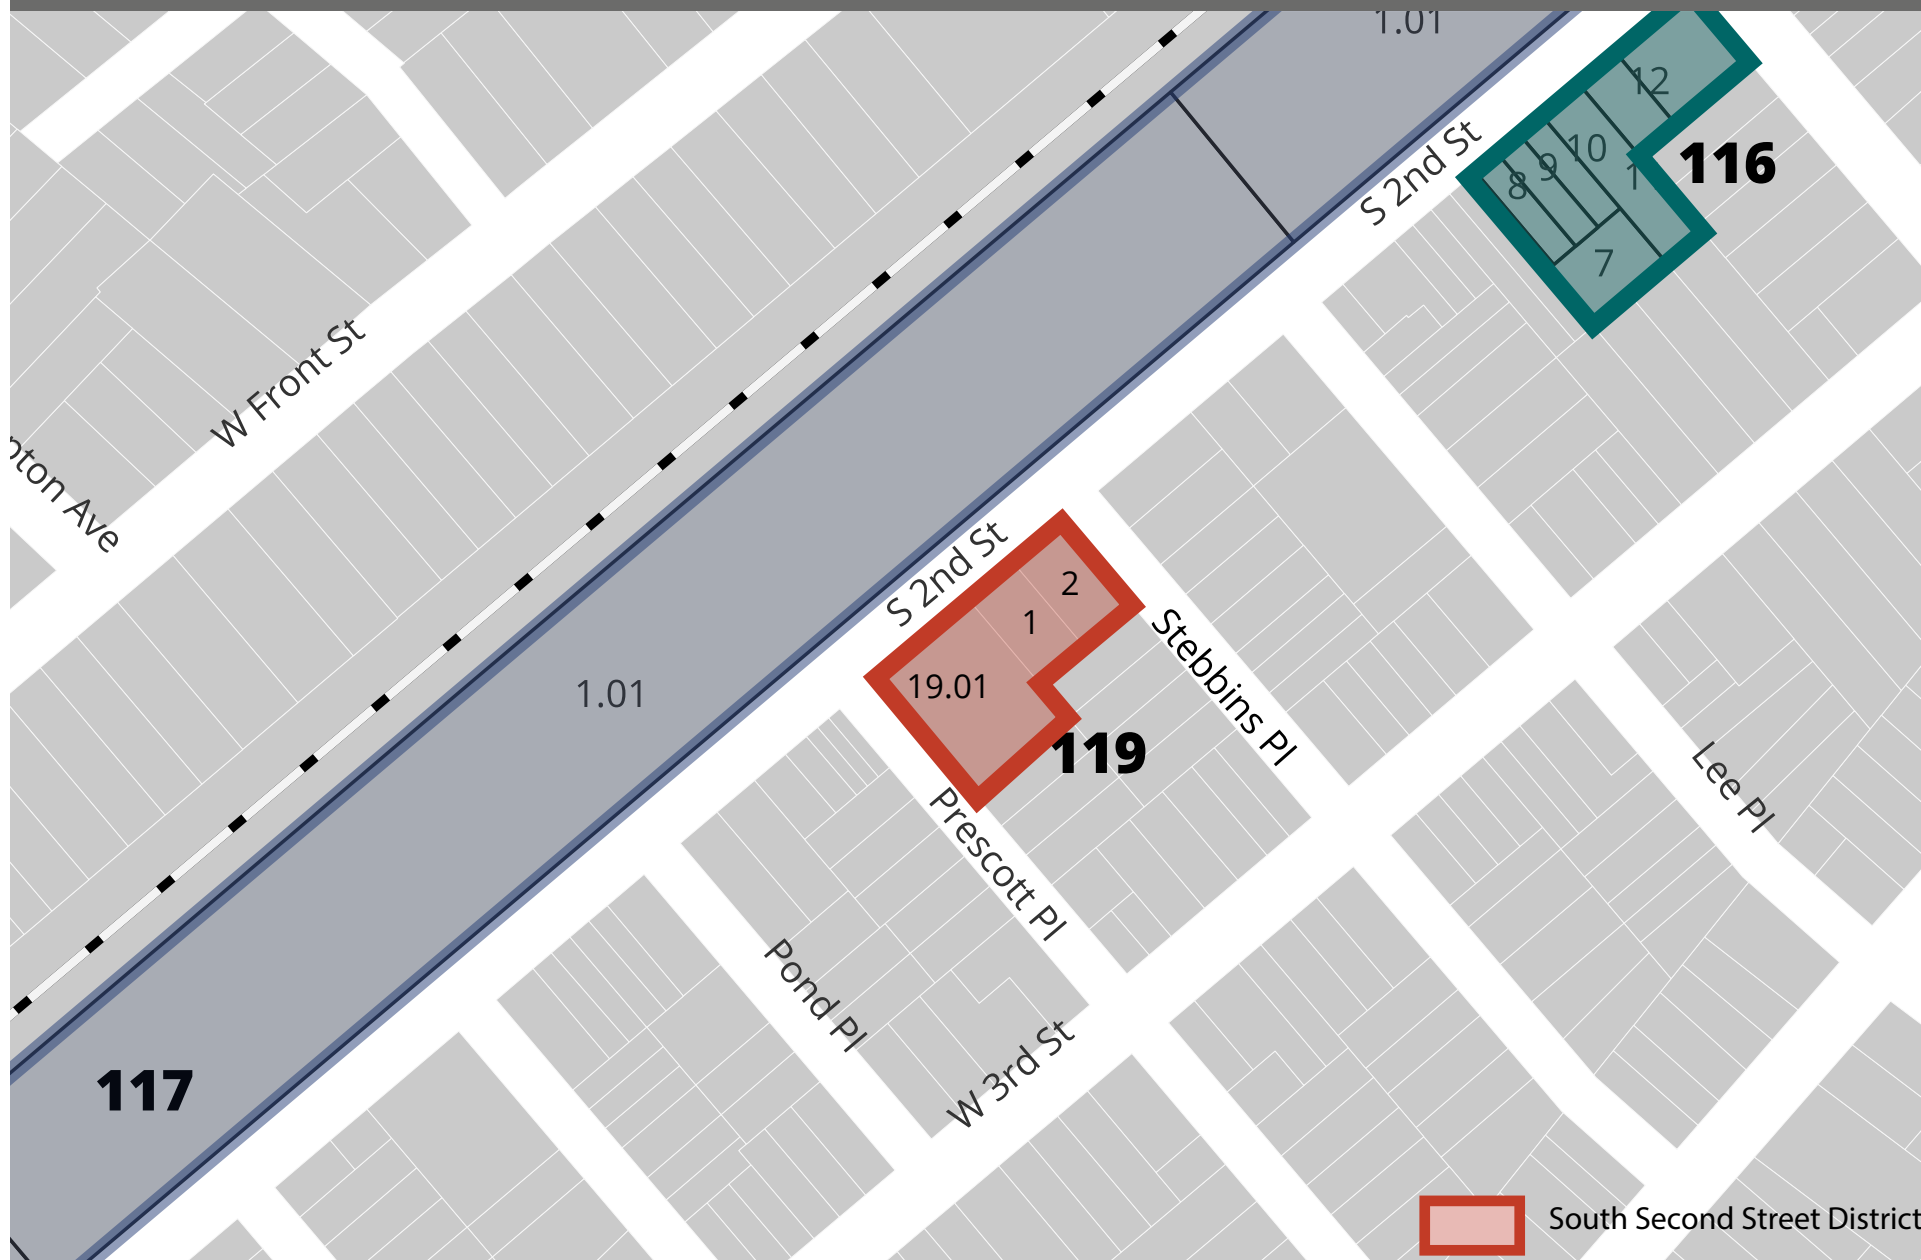 1.01
12
S 2nd St
10
9
8
1
116
7
W Front St
pton Ave
S 2nd St
2
1
19.01
1.01
Stebbins Pl
119
Lee Pl
Prescott Pl
Pond Pl
W 3rd St
117
South Second Street District